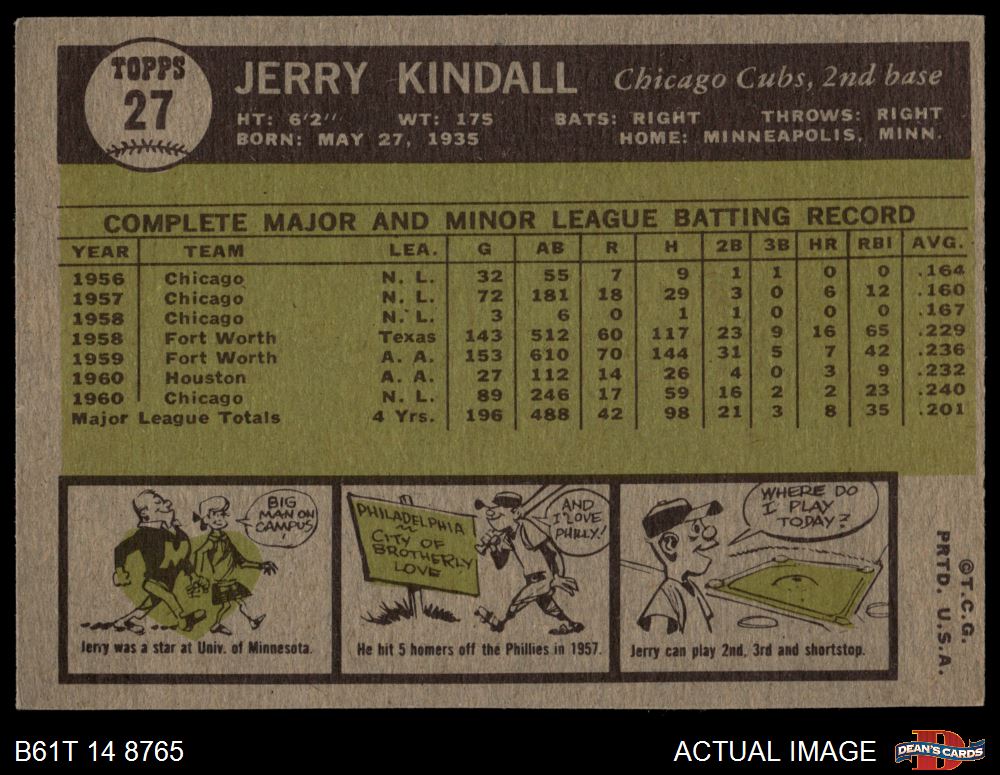 TOPPS
27
JERRY KINDALL Chicago Cubs, 2nd base
HT: 6'2'' WT: 175 BATS: RIGHT THROWS: RIGHT
BORN: MAY 27, 1935 HOME: MINNEAPOLIS, MINN.
COMPLETE MAJOR AND MINOR LEAGUE BATTING RECORD
YEAR TEAM LEA. G AB R H 2B 3B HR RBI AVG.
1956 Chicago N. L. 32 55 7 9 1 1 0 0 .164
1957 Chicago N. L. 72 181 18 29 3 0 6 12 .160
1958 Chicago N. L. 3 6 0 1 1 0 0 0 .167
1958 Fort Worth Texas 143 512 60 117 23 9 16 65 .229
1959 Fort Worth A. A. 153 610 70 144 31 5 7 42 .236
1960 Houston A. A. 27 112 14 26 4 0 3 9 .232
1960 Chicago N. L. 89 246 17 59 16 2 2 23 .240
Major League Totals 4 Yrs. 196 488 42 98 21 3 8 35 .201
BIG
MAN ON
CAMPUS!
M
Jerry was a star at Univ. of Minnesota.
PHILADELPHIA
CITY OF
BROTHERLY
LOVE
AND
I LOVE
PHILLY!
He hit 5 homers off the Phillies in 1957.
WHERE DO
I PLAY
TODAY?
Jerry can play 2nd, 3rd and shortstop.
©T.C.G.
PRTD. U.S.A.
B61T 14 8765
ACTUAL IMAGE
D
DEAN'S CARDS